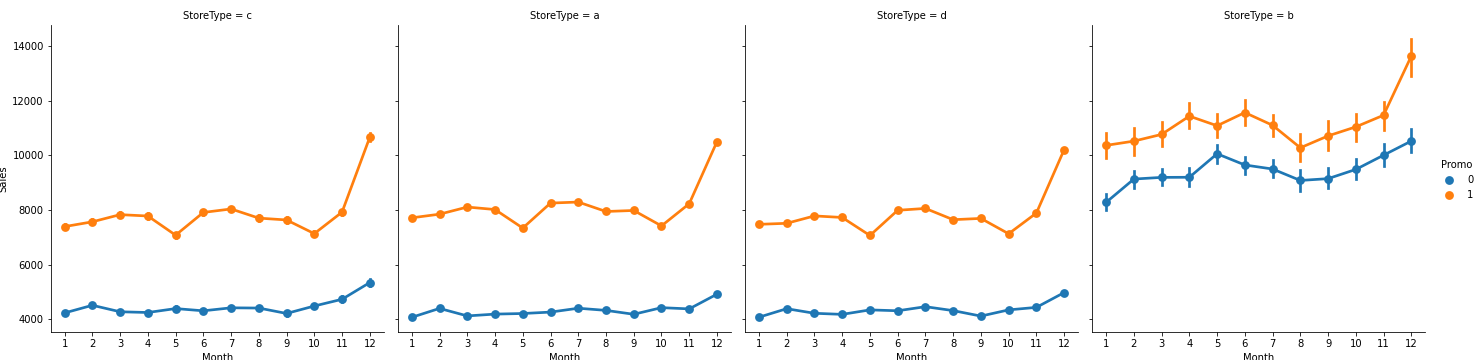 StoreType = c
StoreType = a
StoreType = d
StoreType = b
14000
12000
10000
8000
6000
4000
Sales
1 2 3 4 5 6 7 8 9 10 11 12
1 2 3 4 5 6 7 8 9 10 11 12
1 2 3 4 5 6 7 8 9 10 11 12
1 2 3 4 5 6 7 8 9 10 11 12
Month
Month
Month
Month
Promo
0
1